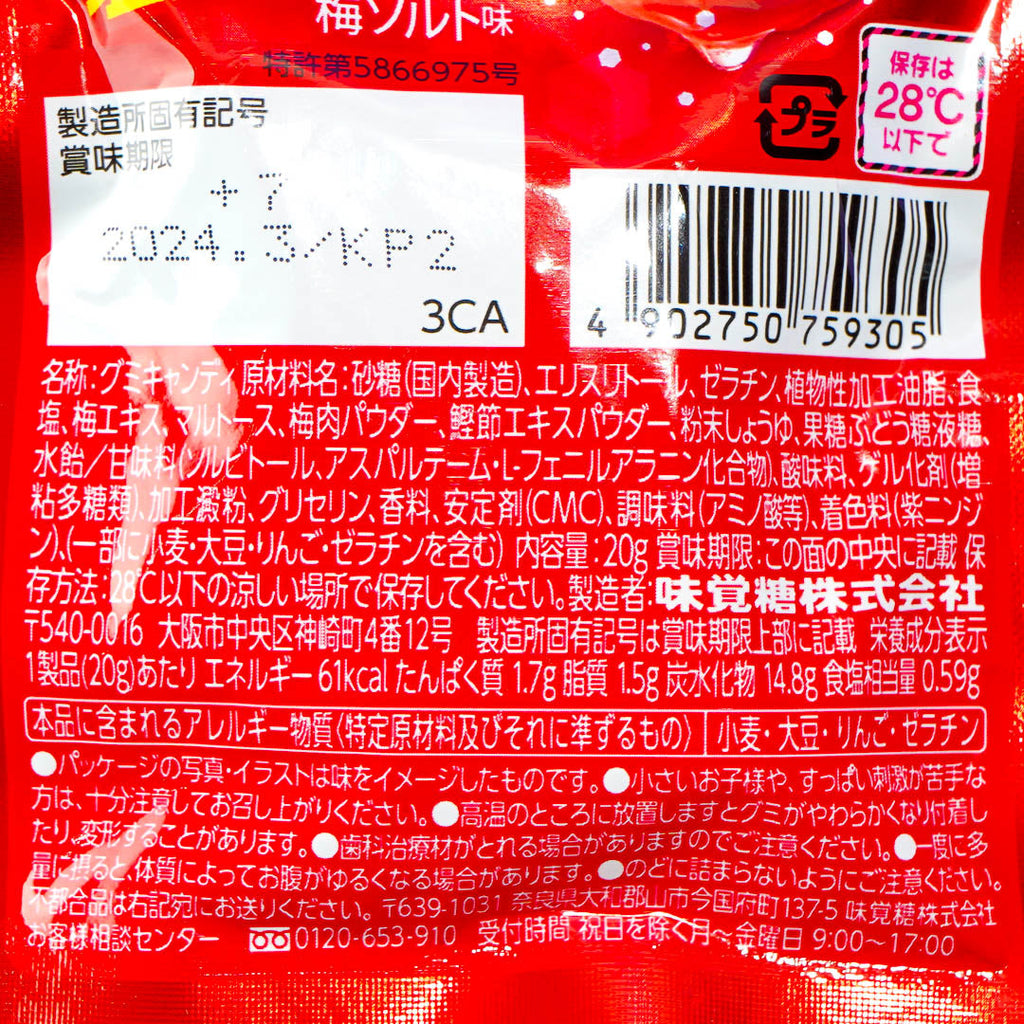 梅ソルト味
特許第5866975号
保存は
28℃
以下で
プラ
製造所固有記号
賞味期限
+7
2024.3/KP2
3CA
4 902750 759305
名称:グミキャンディ 原材料名:砂糖(国内製造)、エリスリトール、ゼラチン、植物性加工油脂、食
塩、梅エキス、マルトース、梅肉パウダー、鰹節エキスパウダー、粉末しょうゆ、果糖ぶどう糖液糖、
水飴/甘味料(ソルビトール、アスパルテーム・L-フェニルアラニン化合物)、酸味料、ゲル化剤(増
粘多糖類)、加工澱粉、グリセリン、香料、安定剤(CMC)、調味料(アミノ酸等)、着色料(紫ニンジ
ン)、(一部に小麦・大豆・りんご・ゼラチンを含む) 内容量:20g 賞味期限:この面の中央に記載 保
存方法:28℃以下の涼しい場所で保存してください。製造者:味覚糖株式会社
〒540-0016 大阪市中央区神崎町4番12号 製造所固有記号は賞味期限上部に記載 栄養成分表示
1製品(20g)あたり エネルギー 61kcal たんぱく質 1.7g 脂質 1.5g 炭水化物 14.8g 食塩相当量 0.59g
本品に含まれるアレルギー物質〈特定原材料及びそれに準ずるもの〉 小麦・大豆・りんご・ゼラチン
●パッケージの写真・イラストは味をイメージしたものです。●小さいお子様や、すっぱい刺激が苦手な
方は、十分注意してお召し上がりください。●高温のところに放置しますとグミがやわらかくなり付着し
たり、変形することがあります。●歯科治療材がとれる場合がありますのでご注意ください。●一度に多
量に摂ると、体質によってお腹がゆるくなる場合があります。●のどに詰まらないようにご注意ください。
不都合品は右記宛にお送りください。〒639-1031 奈良県大和郡山市今国府町137-5 味覚糖株式会社
お客様相談センター 0120-653-910 受付時間 祝日を除く月〜金曜日 9:00〜17:00